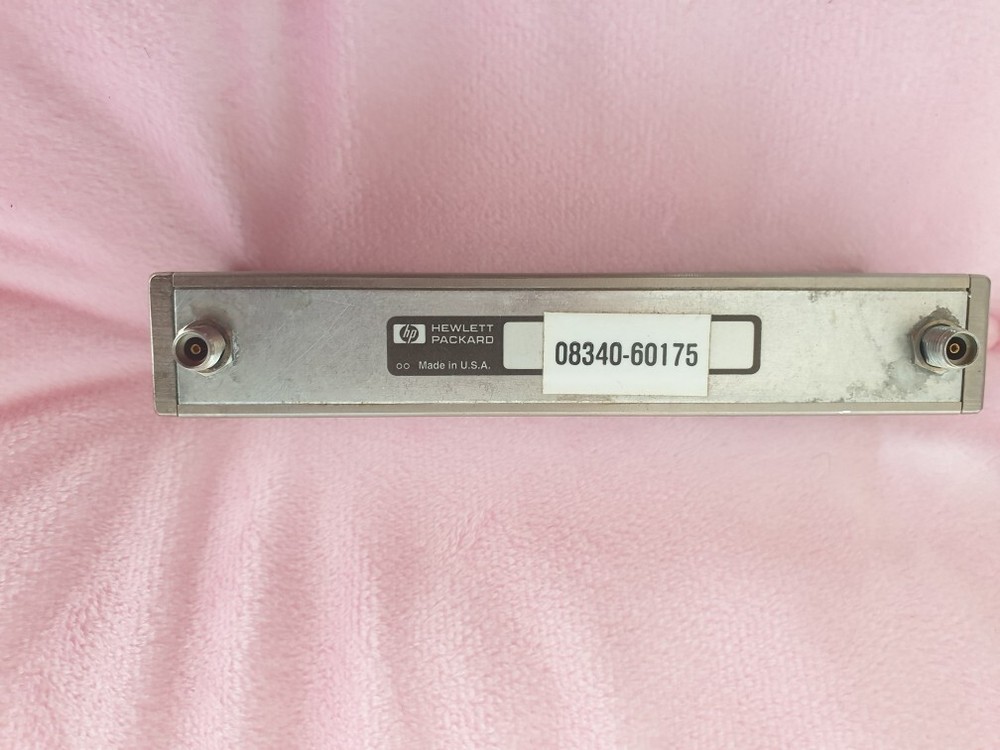 hp HEWLETT
PACKARD
Made in U.S.A.
08340-60175